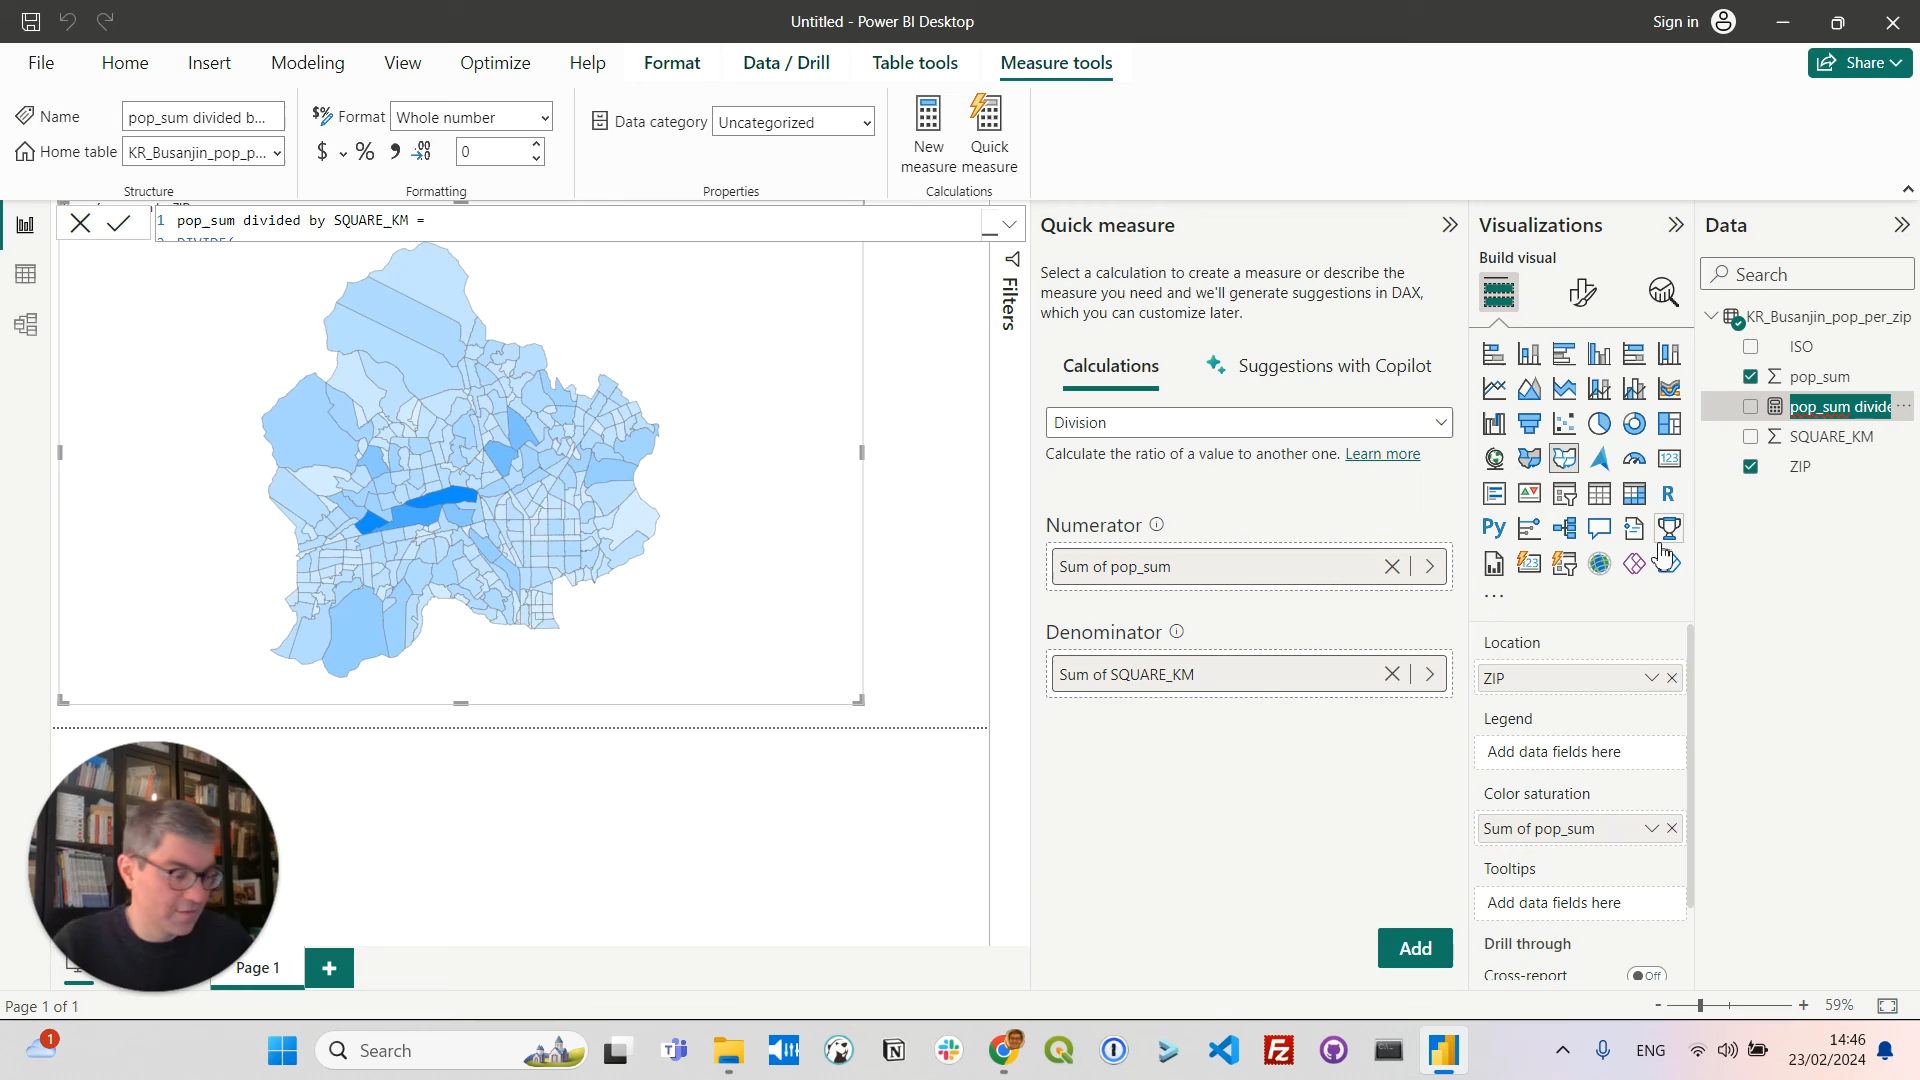 Untitled - Power BI Desktop
Sign in
File
Home
Insert
Modeling
View
Optimize
Help
Format
Data / Drill
Table tools
Measure tools
Share
Name
pop_sum divided b...
Home table
KR_Busanjin_pop_p...
Structure
Format
Whole number
$
%
0
Formatting
Data category
Uncategorized
Properties
New measure
Quick measure
Calculations
1 pop_sum divided by SQUARE_KM =
Filters
Quick measure
Select a calculation to create a measure or describe the
measure you need and we'll generate suggestions in DAX,
which you can customize later.
Calculations
Suggestions with Copilot
Division
Calculate the ratio of a value to another one. Learn more
Numerator
Sum of pop_sum
Denominator
Sum of SQUARE_KM
Add
Visualizations
Build visual
123
R
Py
123
...
Location
ZIP
Legend
Add data fields here
Color saturation
Sum of pop_sum
Tooltips
Add data fields here
Drill through
Cross-report
Off
Data
Search
KR_Busanjin_pop_per_zip
ISO
pop_sum
pop_sum divide
SQUARE_KM
ZIP
Page 1
Page 1 of 1
- + 59%
1
Search
ENG
14:46
23/02/2024